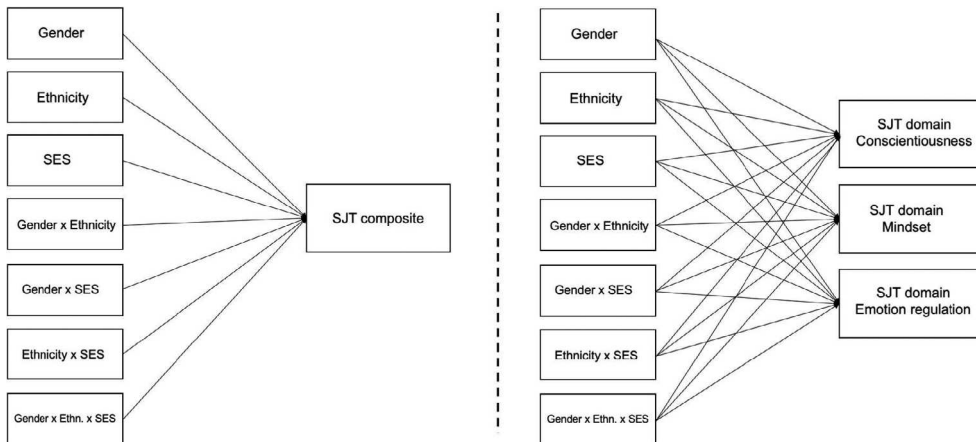 Gender
Ethnicity
SES
Gender x Ethnicity
Gender x SES
Ethnicity x SES
Gender x Ethn. x SES
SJT composite
Gender
Ethnicity
SES
Gender x Ethnicity
Gender x SES
Ethnicity x SES
Gender x Ethn. x SES
SJT domain
Conscientiousness
SJT domain
Mindset
SJT domain
Emotion regulation